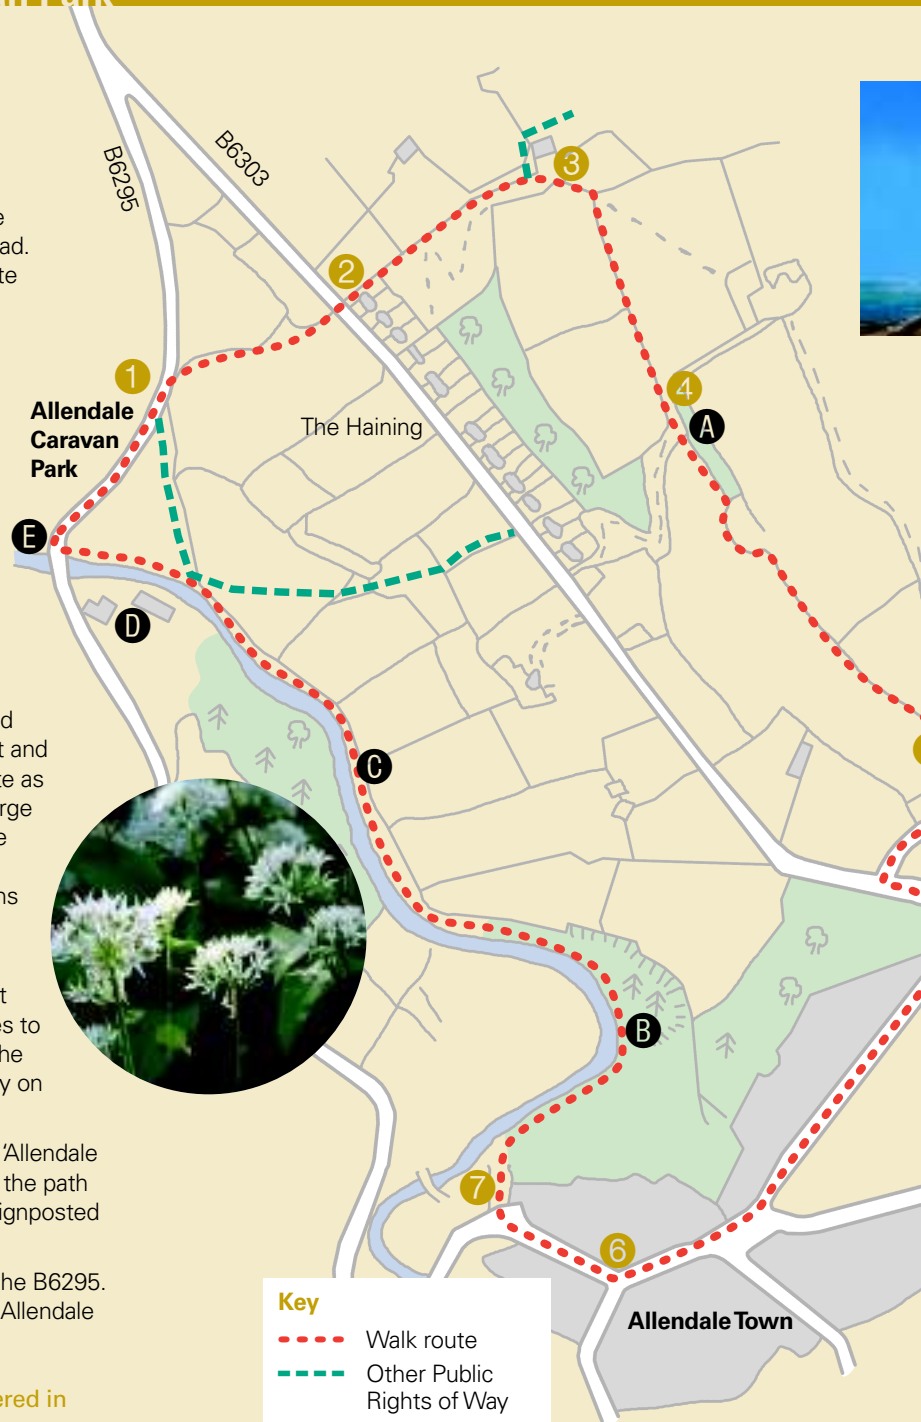 B6295
B6303
3
e
ad.
te
2
1
4
Allendale
Caravan
Park
A
The Haining
E
D
d
t and
te as
rge
e
C
ns
t
es to
he
y on
B
'Allendale
the path
ignposted
7
he B6295.
Allendale
6
Allendale Town
Key
Walk route
Other Public
Rights of Way
ered in